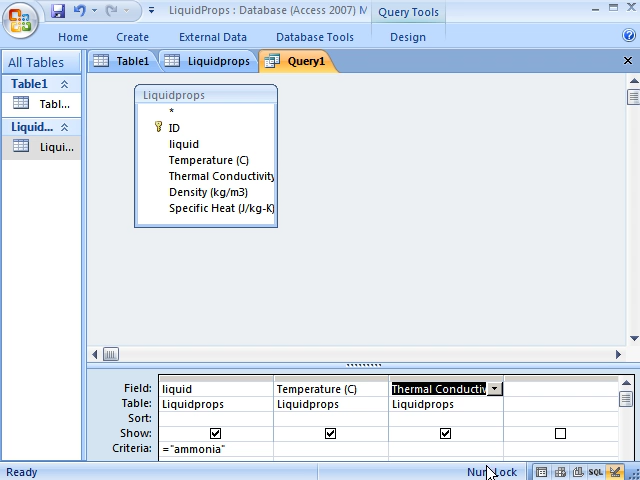 LiquidProps : Database (Access 2007) M
Query Tools
Home
Create
External Data
Database Tools
Design
All Tables
Table1
Tabl...
Liquid...
Liqui...
Table1
Liquidprops
Query1
Liquidprops
*
ID
liquid
Temperature (C)
Thermal Conductivity
Density (kg/m3)
Specific Heat (J/kg-K)
Field: liquid Temperature (C) Thermal Conductiv
Table: Liquidprops Liquidprops Liquidprops
Sort:
Show:
Criteria: ="ammonia"
Ready
Num Lock
SQL